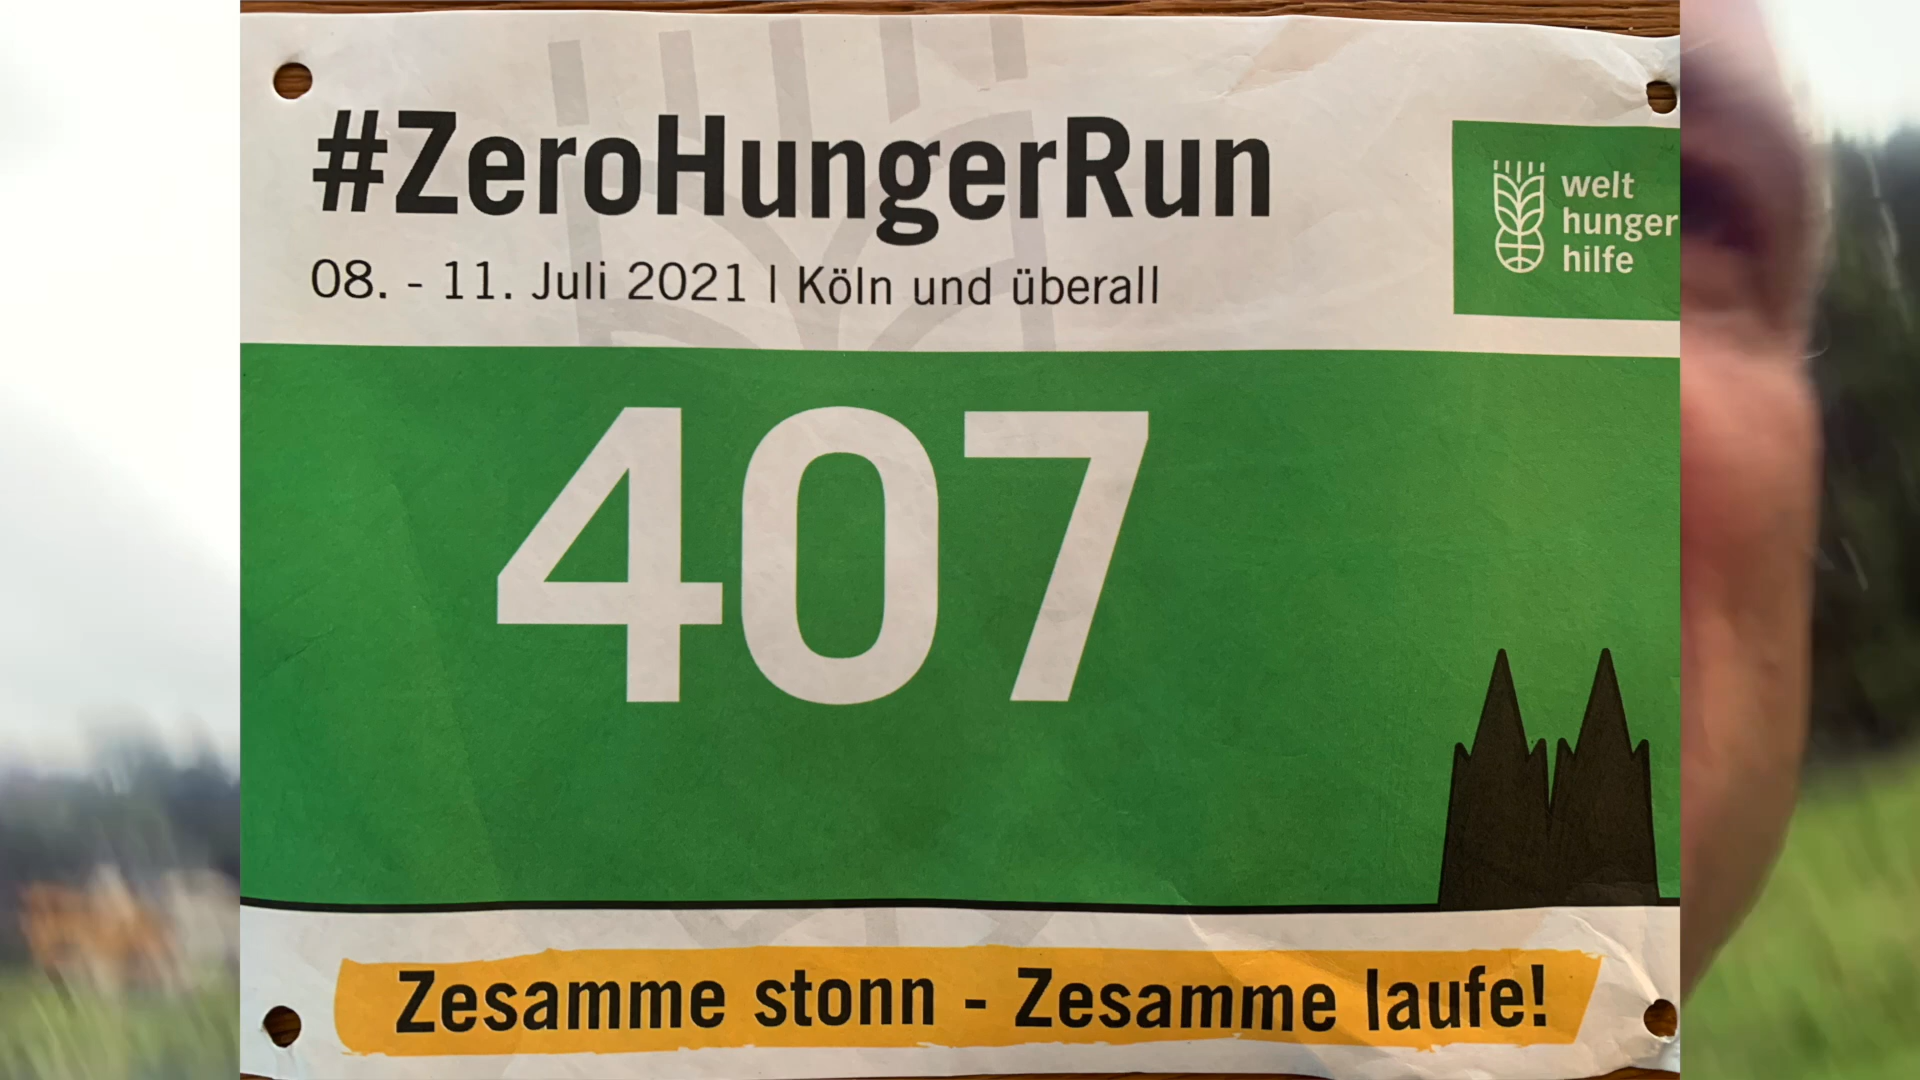 #ZeroHungerRun
08. - 11. Juli 2021 | Köln und überall
welt
hunger
hilfe
407
Zesamme stonn - Zesamme laufe!